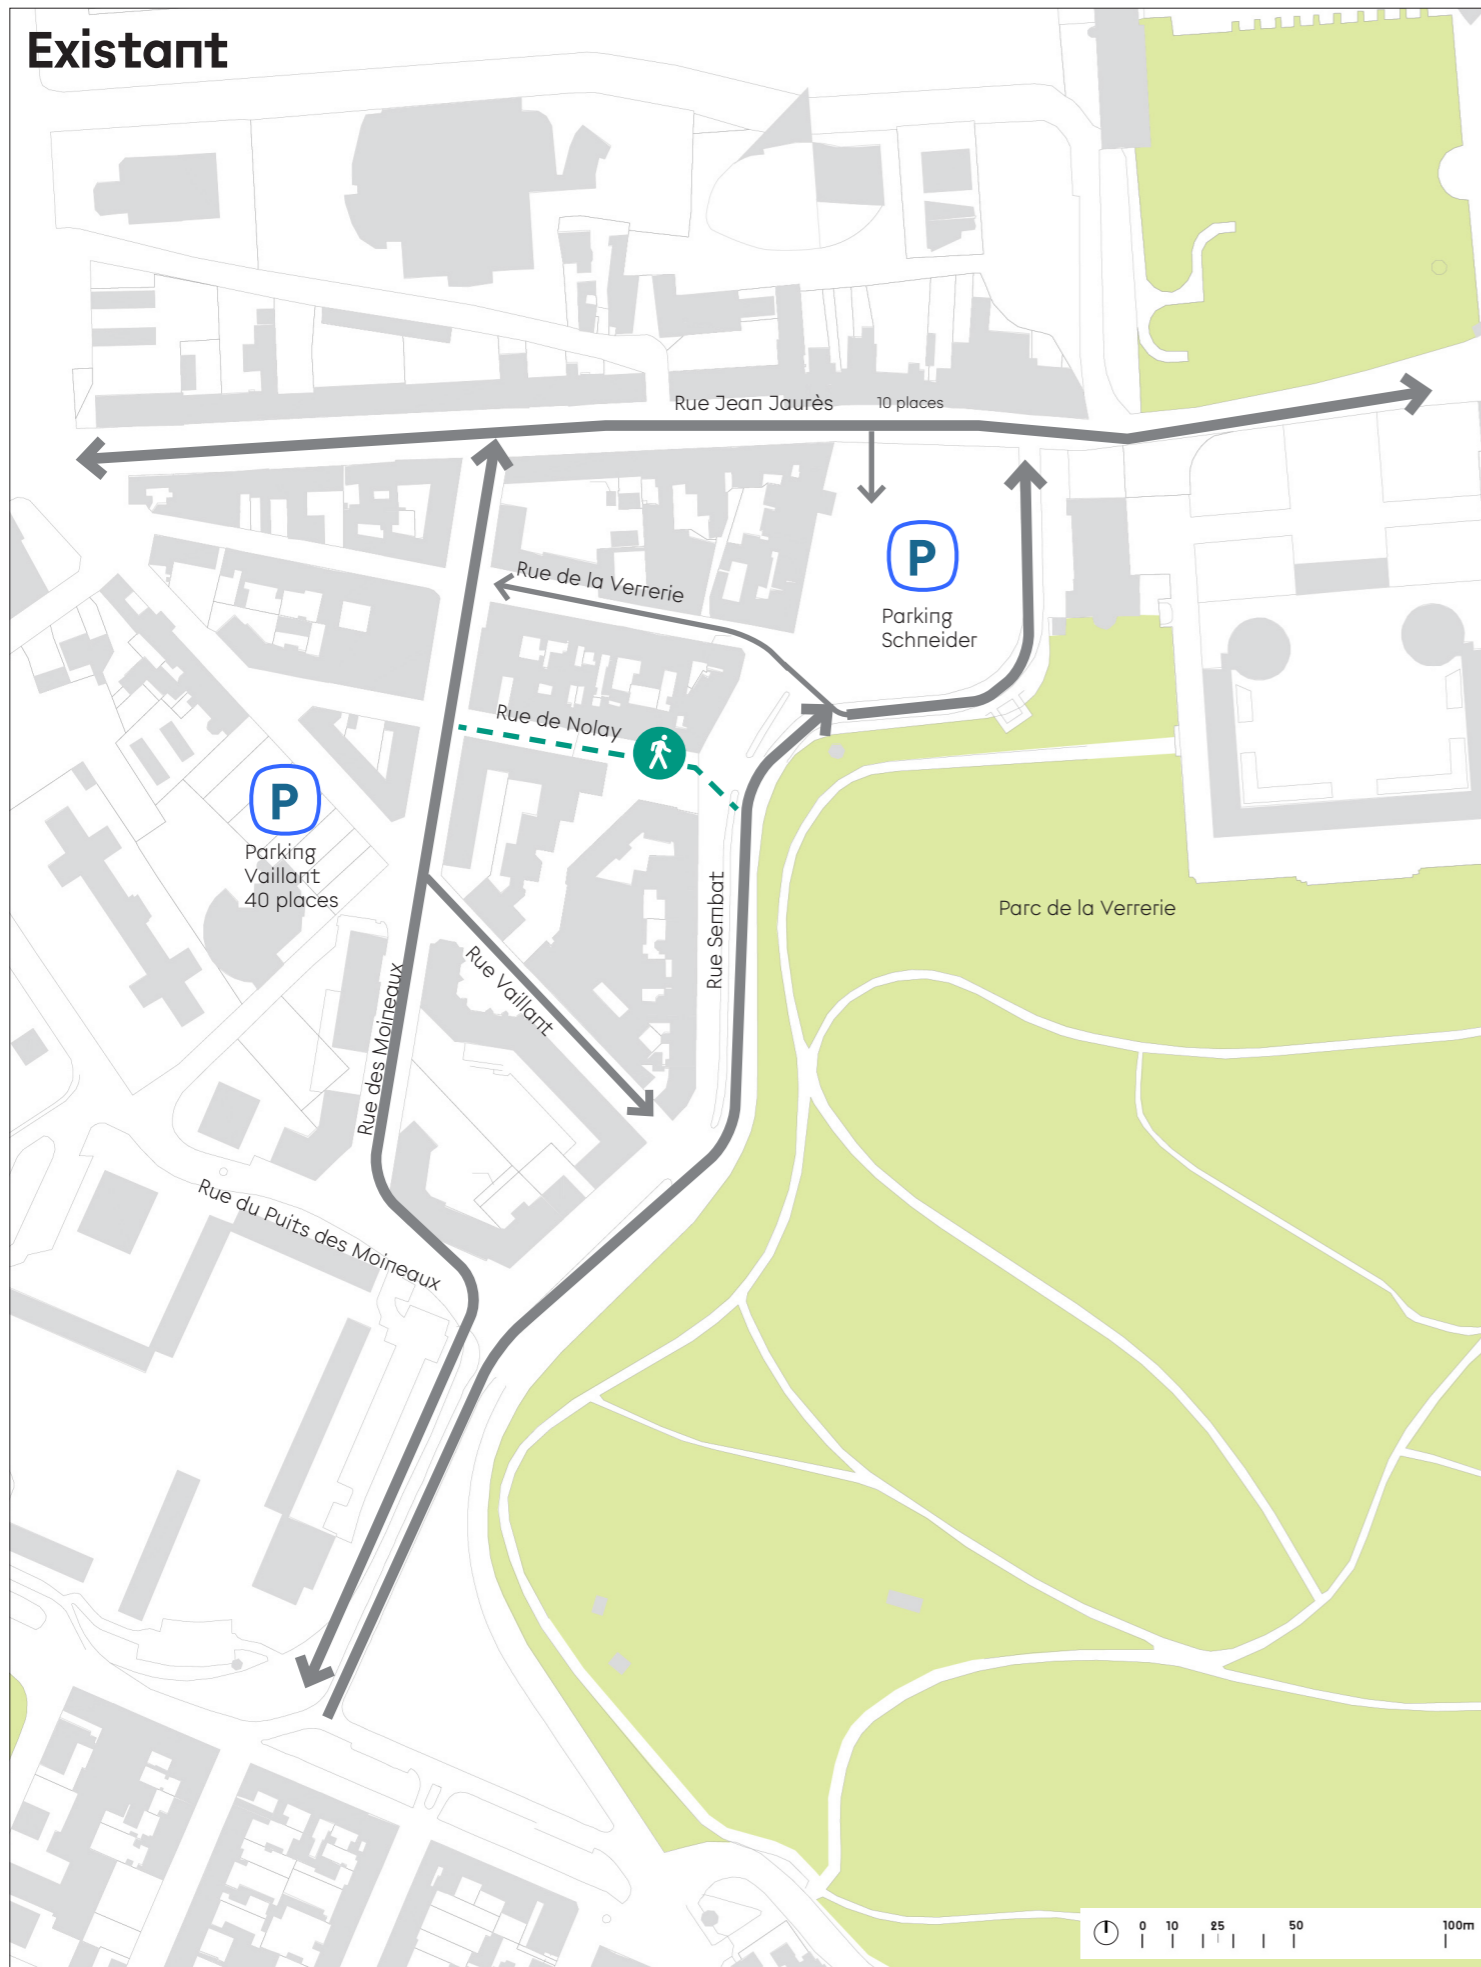 Existant
Rue Jean Jaurès
10 places
P
Parking
Schneider
Rue de la Verrerie
Rue de Nolay
P
Parking
Vaillant
40 places
Rue Sembat
Parc de la Verrerie
Rue Vaillant
Rue des Moineaux
Rue du Puits des Moineaux
0 10 25 50 100m